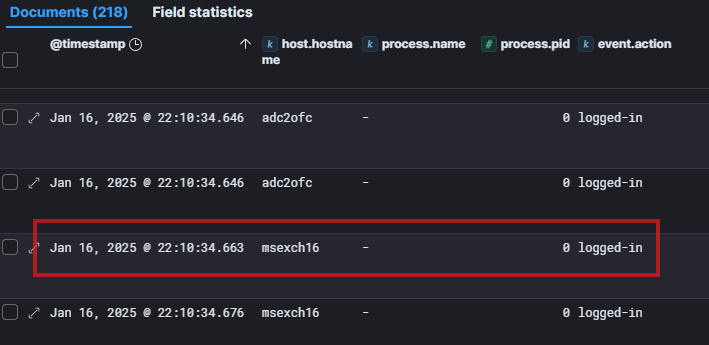 Documents (218) Field statistics
@timestamp ↑ k host.hostname k process.name # process.pid k event.action
Jan 16, 2025 @ 22:10:34.646 adc2ofc - 0 logged-in
Jan 16, 2025 @ 22:10:34.646 adc2ofc - 0 logged-in
Jan 16, 2025 @ 22:10:34.663 msexch16 - 0 logged-in
Jan 16, 2025 @ 22:10:34.676 msexch16 - 0 logged-in